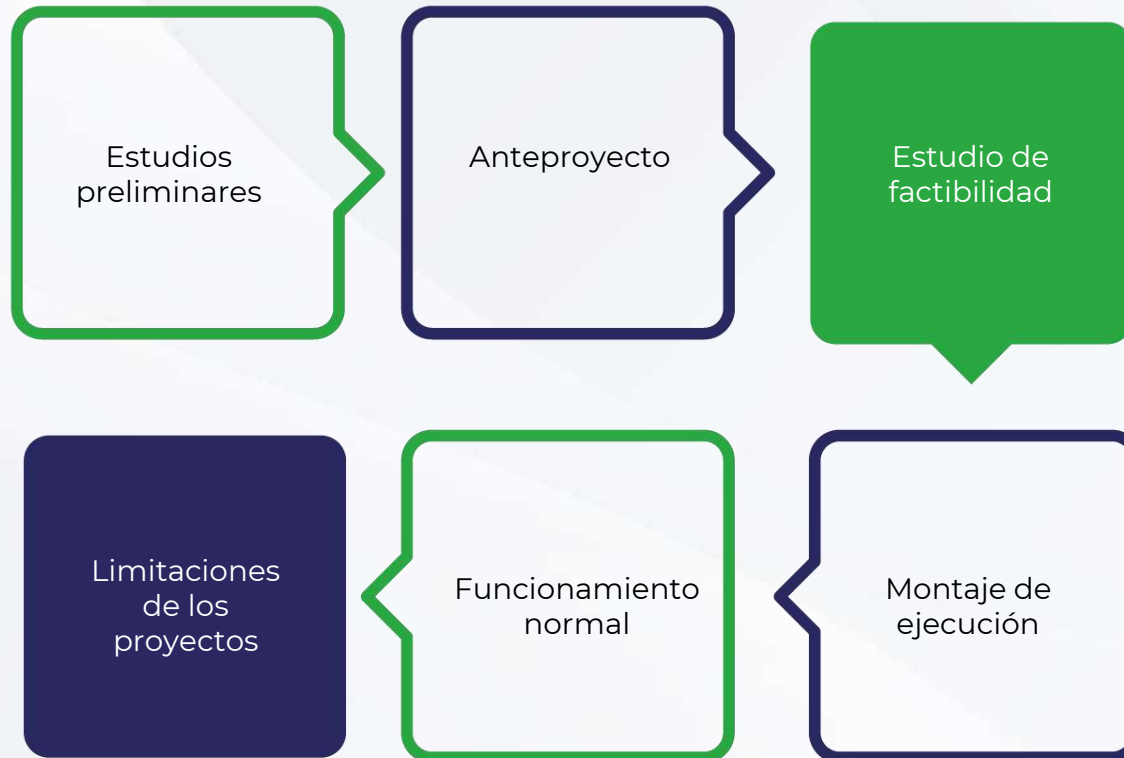 Estudios
preliminares
Anteproyecto
Estudio de
factibilidad
Montaje de
ejecución
Funcionamiento
normal
Limitaciones
de los
proyectos